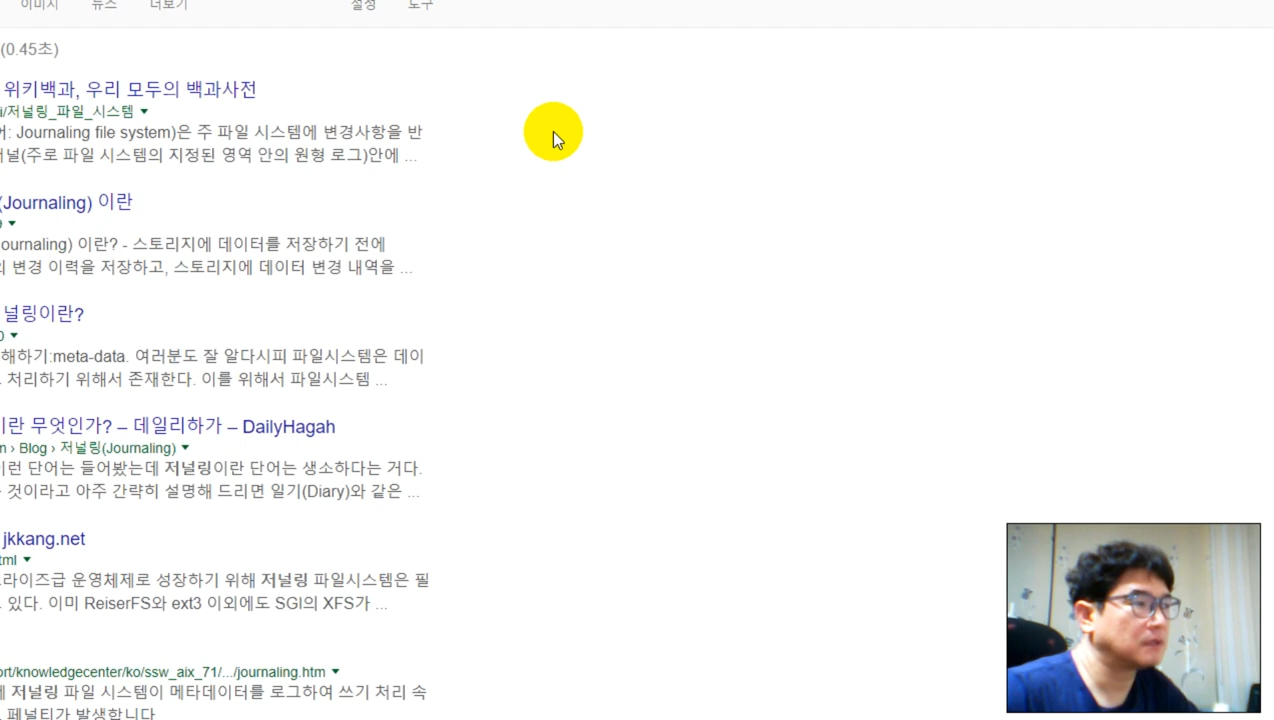 이미지 뉴스 더보기 설정 도구
(0.45초)
위키백과, 우리 모두의 백과사전
i/저널링_파일_시스템
어: Journaling file system)은 주 파일 시스템에 변경사항을 반
널(주로 파일 시스템의 지정된 영역 안의 원형 로그)안에 ...
(Journaling) 이란
ournaling) 이란? - 스토리지에 데이터를 저장하기 전에
변경 이력을 저장하고, 스토리지에 데이터 변경 내역을 ...
널링이란?
0
해하기:meta-data. 여러분도 잘 알다시피 파일시스템은 데이
처리하기 위해서 존재한다. 이를 위해서 파일시스템 ...
이란 무엇인가? – 데일리하가 – DailyHagah
m › Blog › 저널링(Journaling)
이런 단어는 들어봤는데 저널링이란 단어는 생소하다는 거다.
것이라고 아주 간략히 설명해 드리면 일기(Diary)와 같은 ...
jkkang.net
tml
라이즈급 운영체제로 성장하기 위해 저널링 파일시스템은 필
있다. 이미 ReiserFS와 ext3 이외에도 SGI의 XFS가 ...
ort/knowledgecenter/ko/ssw_aix_71/.../journaling.htm
저널링 파일 시스템이 메타데이터를 로그하여 쓰기 처리 속
페널티가 발생합니다